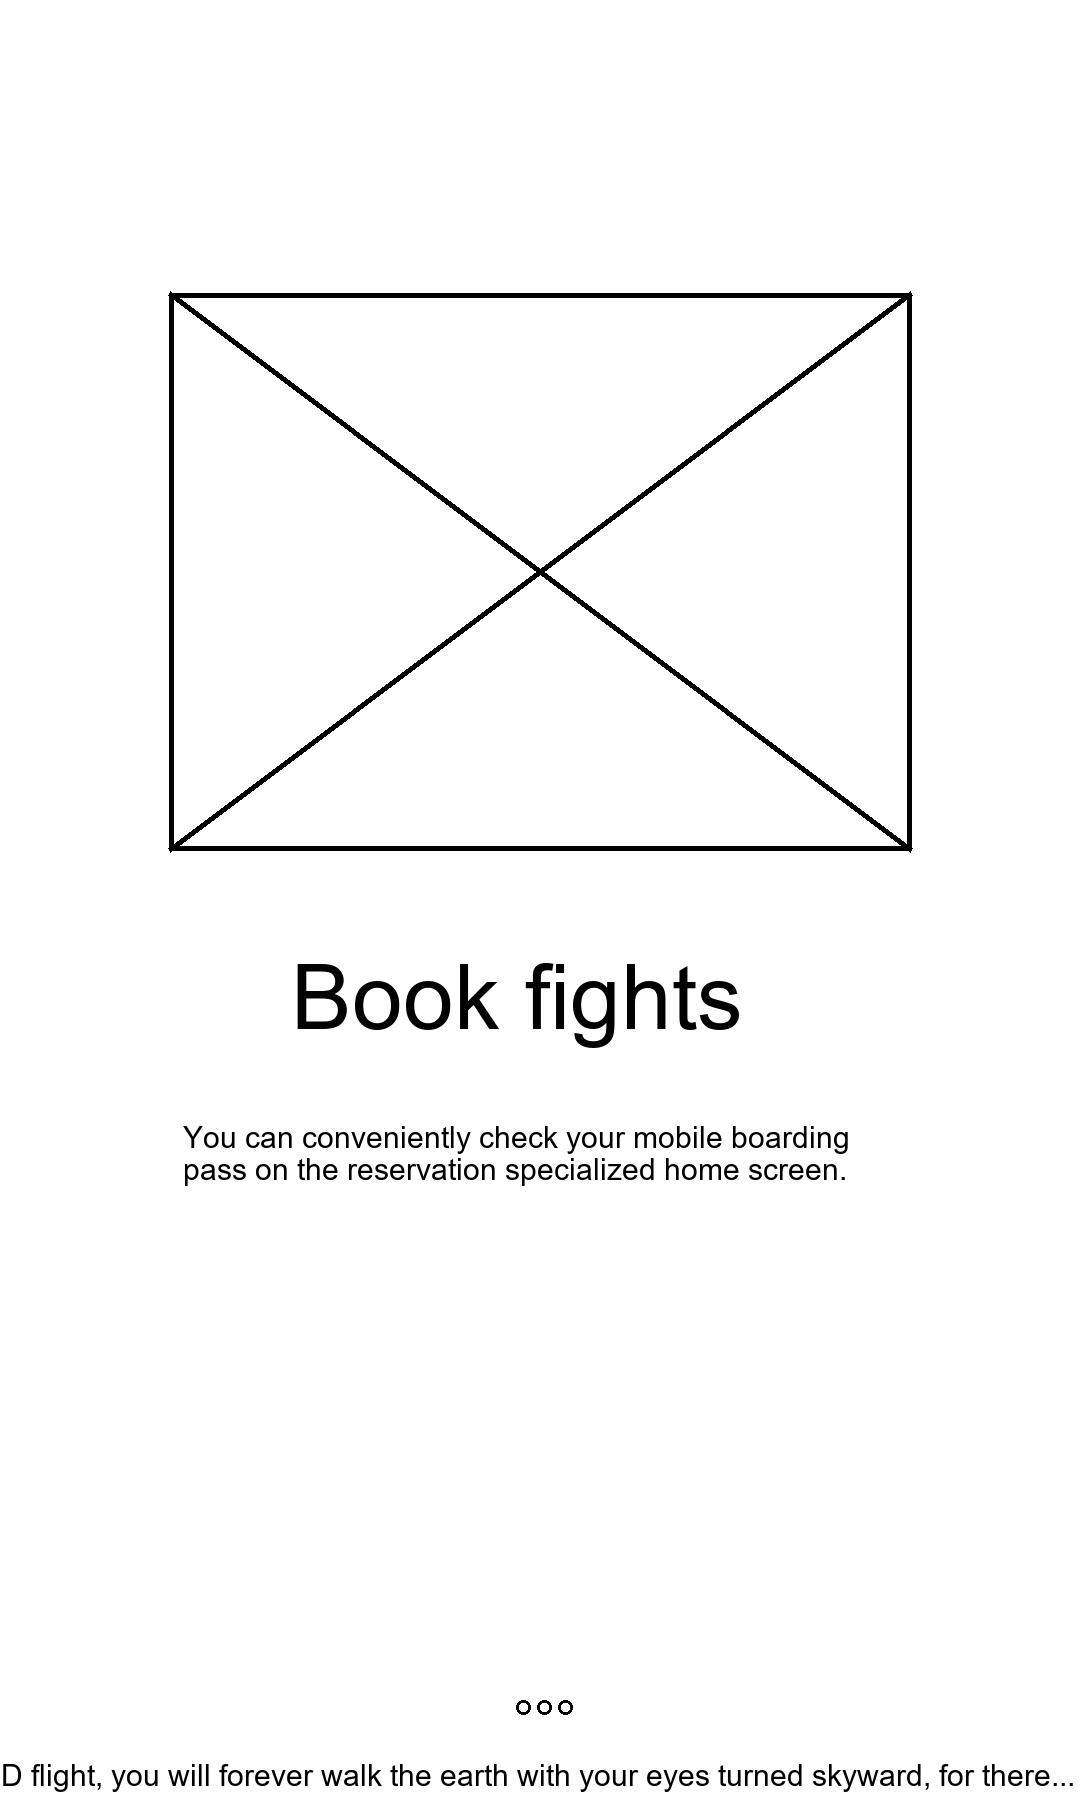 Book fights
You can conveniently check your mobile boarding
pass on the reservation specialized home screen.
D flight, you will forever walk the earth with your eyes turned skyward, for there...